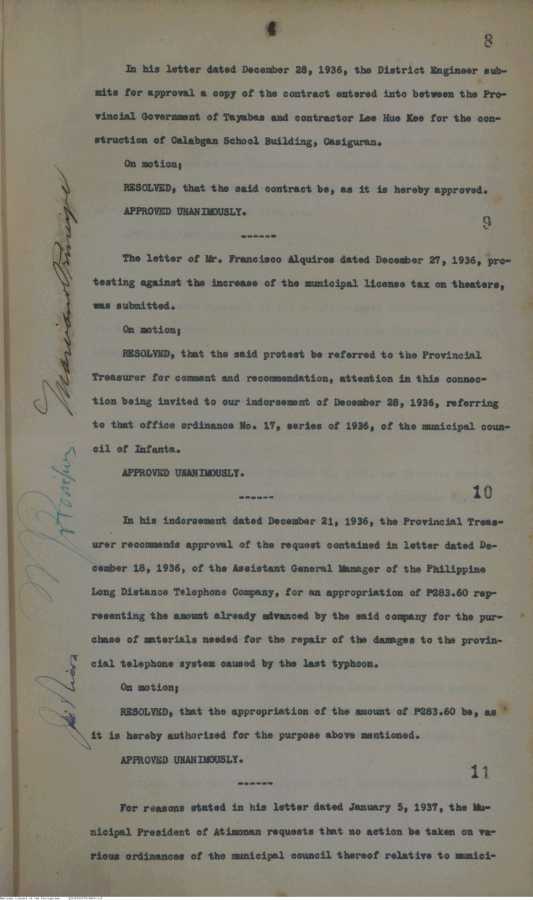 8
In his letter dated December 28, 1936, the District Engineer sub-
mits for approval a copy of the contract entered into between the Pro-
vincial Government of Tayabas and contractor Lee Hue Kee for the con-
struction of Calabgan School Building, Casiguran.
On motion;
RESOLVED, that the said contract be, as it is hereby approved.
APPROVED UNANIMOUSLY.
------
9
The letter of Mr. Francisco Alquiros dated December 27, 1936, pro-
testing against the increase of the municipal license tax on theaters,
was submitted.
On motion;
RESOLVED, that the said protest be referred to the Provincial
Treasurer for comment and recommendation, attention in this connec-
tion being invited to our indorsement of December 28, 1936, referring
to that office ordinance No. 17, series of 1936, of the municipal coun-
cil of Infanta.
APPROVED UNANIMOUSLY.
------
10
In his indorsement dated December 21, 1936, the Provincial Treas-
urer recommends approval of the request contained in letter dated De-
cember 18, 1936, of the Assistant General Manager of the Philippine
Long Distance Telephone Company, for an appropriation of P283.60 rep-
resenting the amount already advanced by the said company for the pur-
chase of materials needed for the repair of the damages to the provin-
cial telephone system caused by the last typhoon.
On motion;
RESOLVED, that the appropriation of the amount of P283.60 be, as
it is hereby authorized for the purpose above mentioned.
APPROVED UNANIMOUSLY.
------
11
For reasons stated in his letter dated January 5, 1937, the Mu-
nicipal President of Atimonan requests that no action be taken on va-
rious ordinances of the municipal council thereof relative to munici-